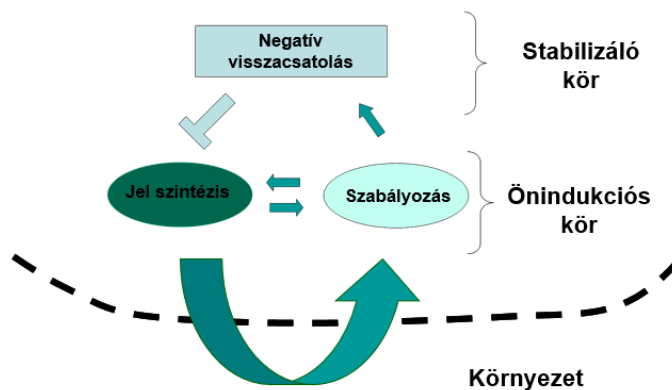 Negatív
visszacsatolás
Stabilizáló
kör
Jel szintézis
Szabályozás
Önindukciós
kör
Környezet